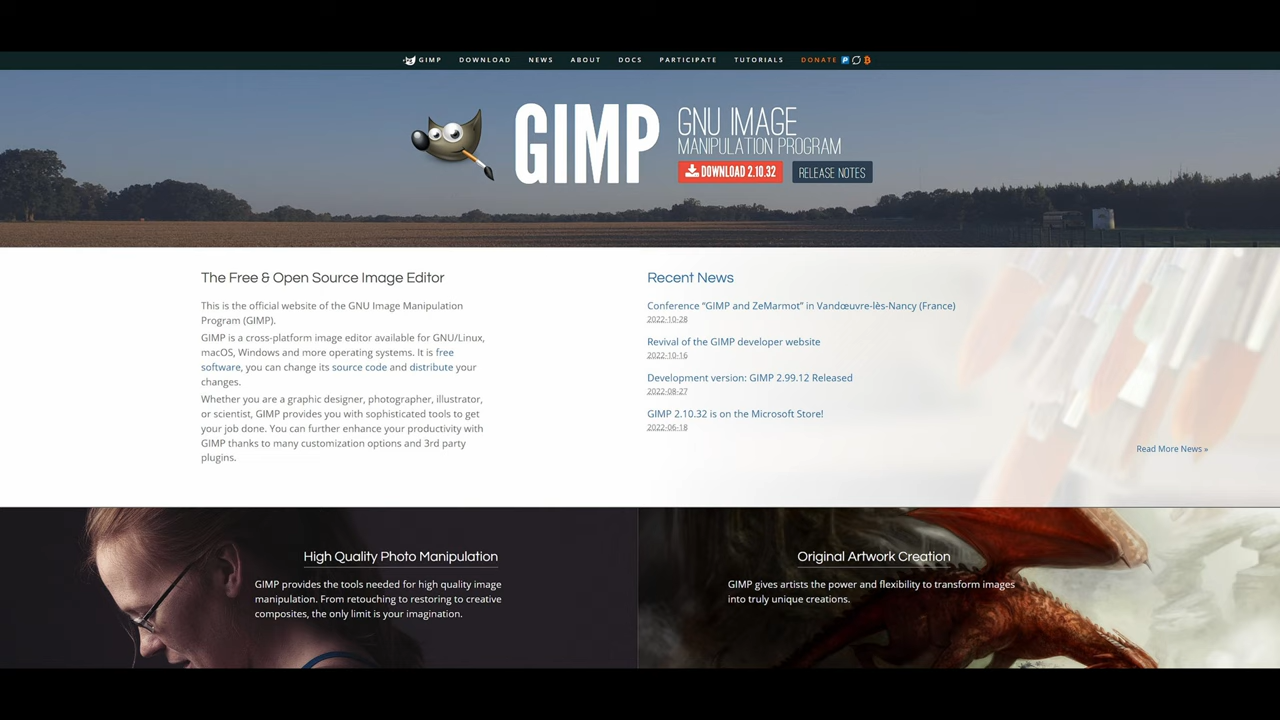 GIMP DOWNLOAD NEWS ABOUT DOCS PARTICIPATE TUTORIALS DONATE
GIMP
GNU IMAGE
MANIPULATION PROGRAM
DOWNLOAD 2.10.32 RELEASE NOTES
The Free & Open Source Image Editor
This is the official website of the GNU Image Manipulation
Program (GIMP).
GIMP is a cross-platform image editor available for GNU/Linux,
macOS, Windows and more operating systems. It is free
software, you can change its source code and distribute your
changes.
Whether you are a graphic designer, photographer, illustrator,
or scientist, GIMP provides you with sophisticated tools to get
your job done. You can further enhance your productivity with
GIMP thanks to many customization options and 3rd party
plugins.
Recent News
Conference “GIMP and ZeMarmot” in Vandœuvre-lès-Nancy (France)
2022-10-28
Revival of the GIMP developer website
2022-10-16
Development version: GIMP 2.99.12 Released
2022-08-27
GIMP 2.10.32 is on the Microsoft Store!
2022-06-18
Read More News »
High Quality Photo Manipulation
GIMP provides the tools needed for high quality image
manipulation. From retouching to restoring to creative
composites, the only limit is your imagination.
Original Artwork Creation
GIMP gives artists the power and flexibility to transform images
into truly unique creations.